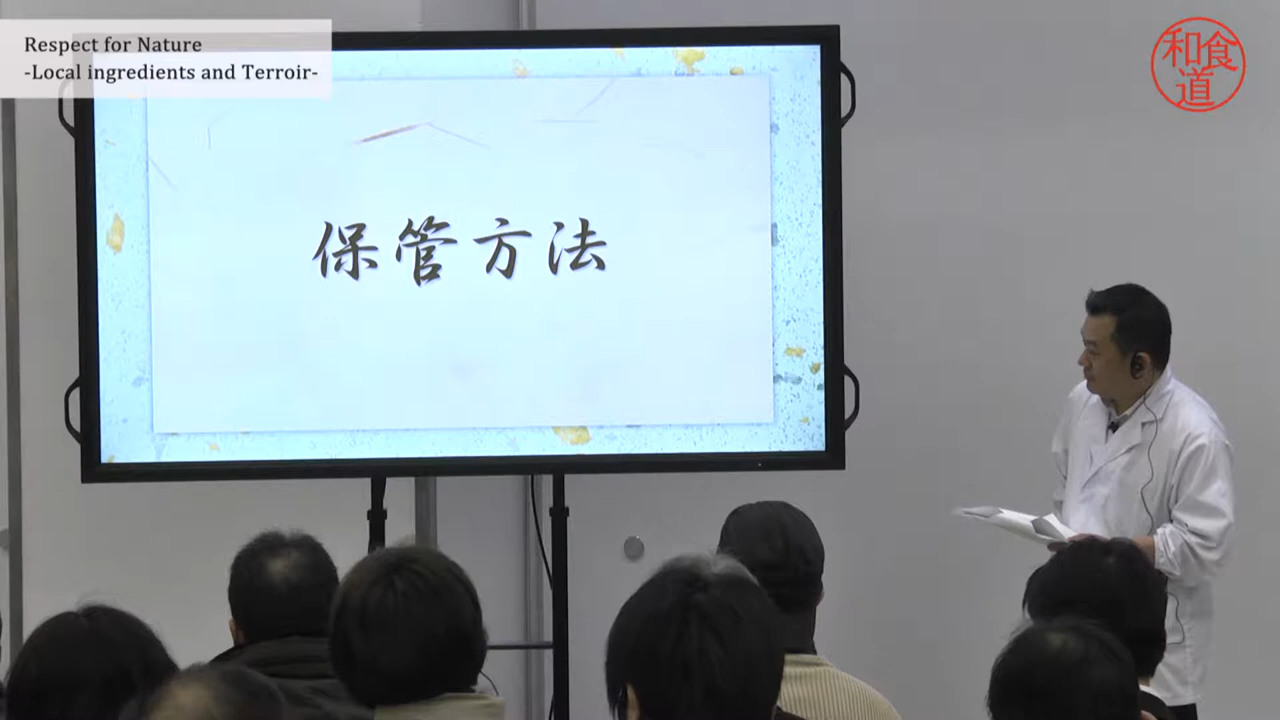 Respect for Nature
-Local ingredients and Terroir-
和食
道
保管方法